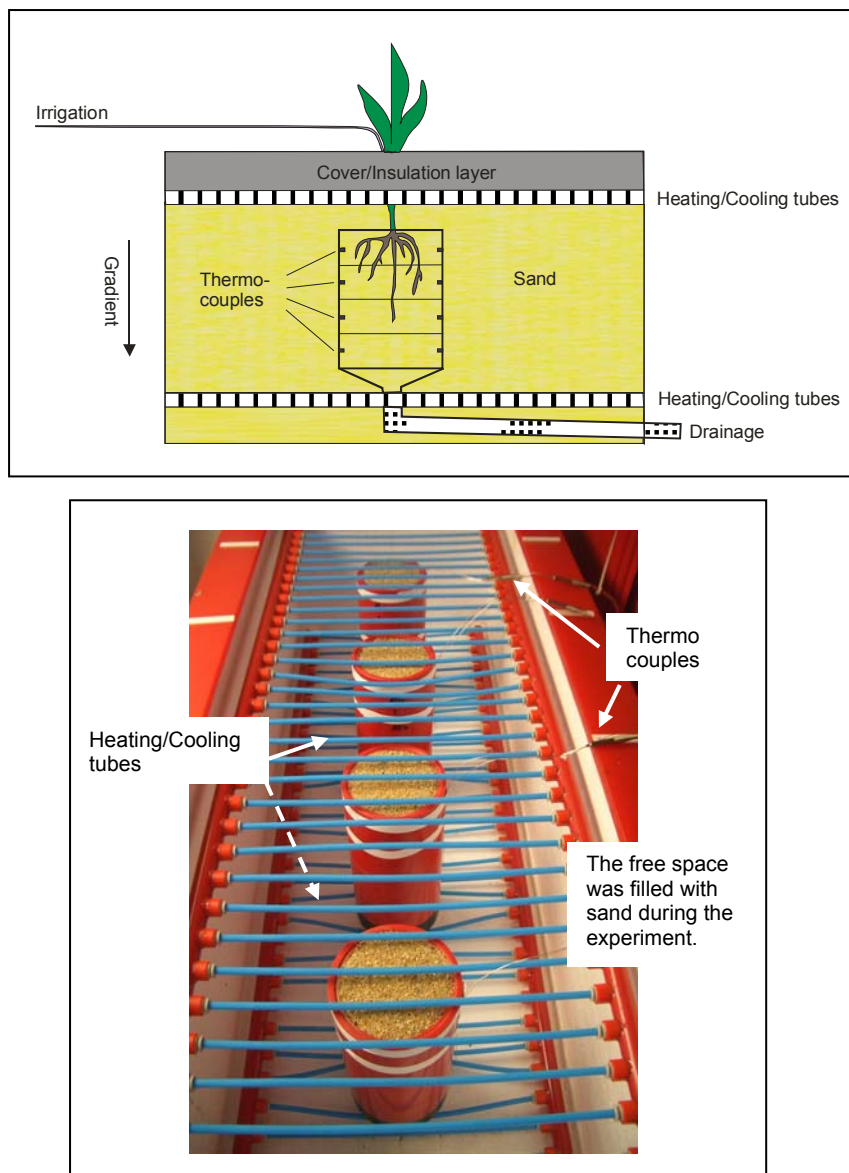 Irrigation
Cover/Insulation layer
Heating/Cooling tubes
Gradient
Thermo-
couples
Sand
Heating/Cooling tubes
Drainage
Thermo
couples
Heating/Cooling
tubes
The free space
was filled with
sand during the
experiment.